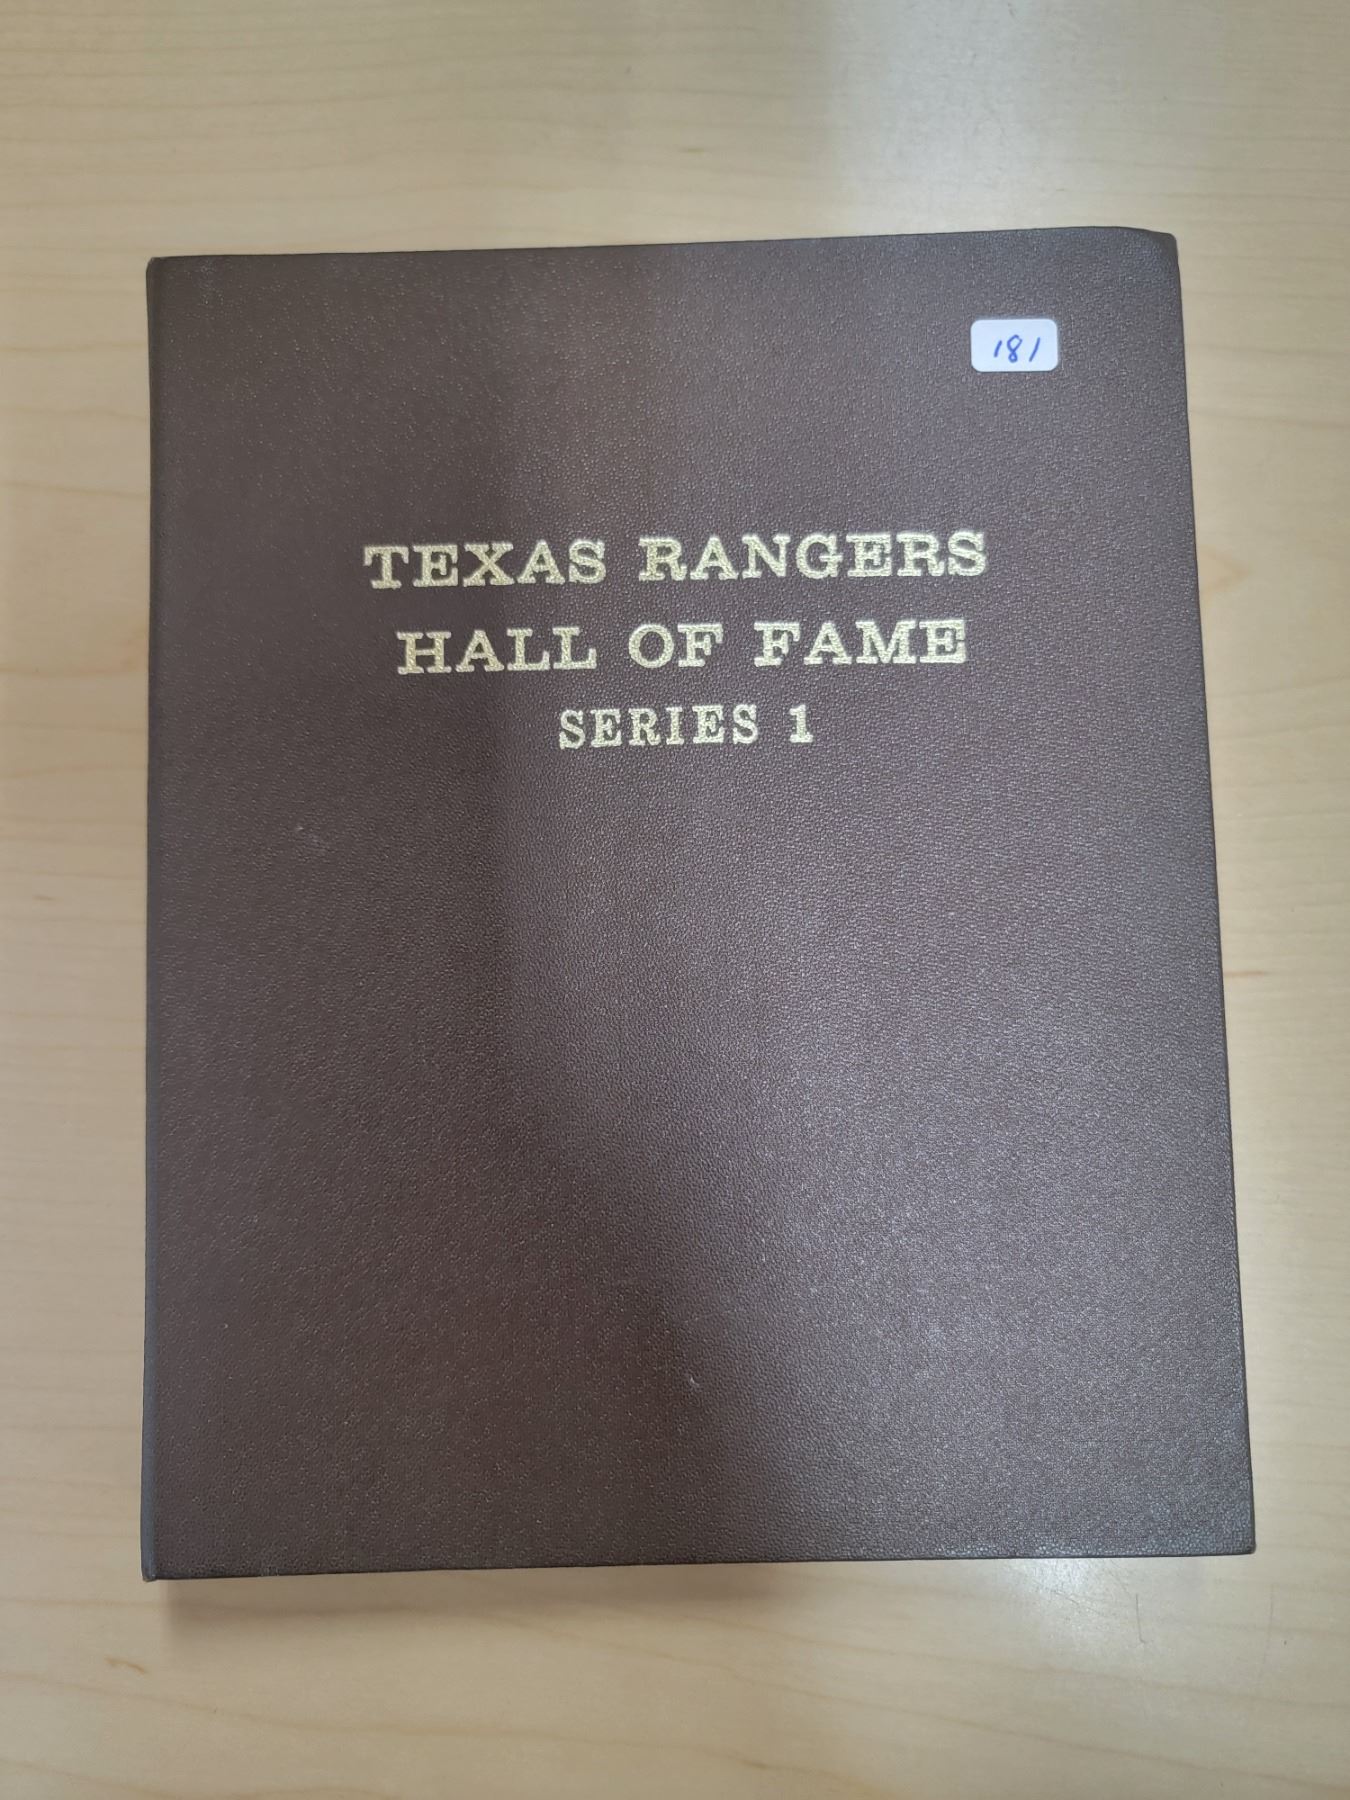 181
TEXAS RANGERS
HALL OF FAME
SERIES 1